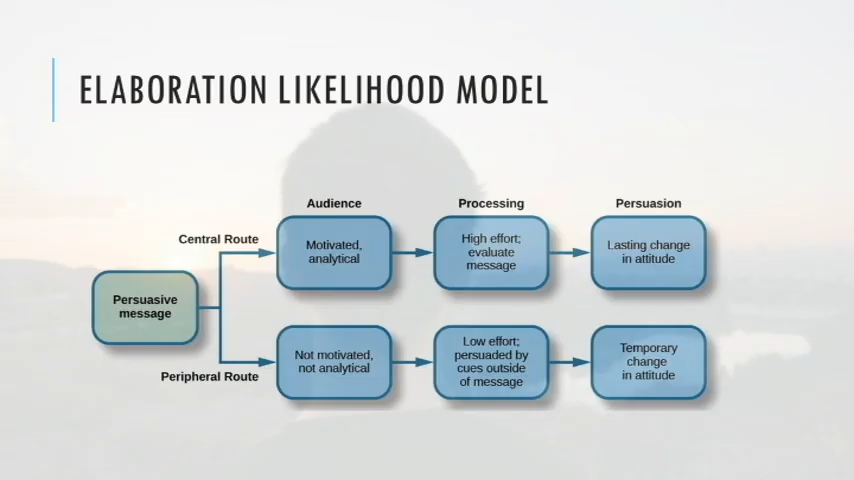 ELABORATION LIKELIHOOD MODEL
Audience
Processing
Persuasion
Central Route
Motivated,
analytical
High effort;
evaluate
message
Lasting change
in attitude
Persuasive
message
Peripheral Route
Not motivated,
not analytical
Low effort;
persuaded by
cues outside
of message
Temporary
change
in attitude